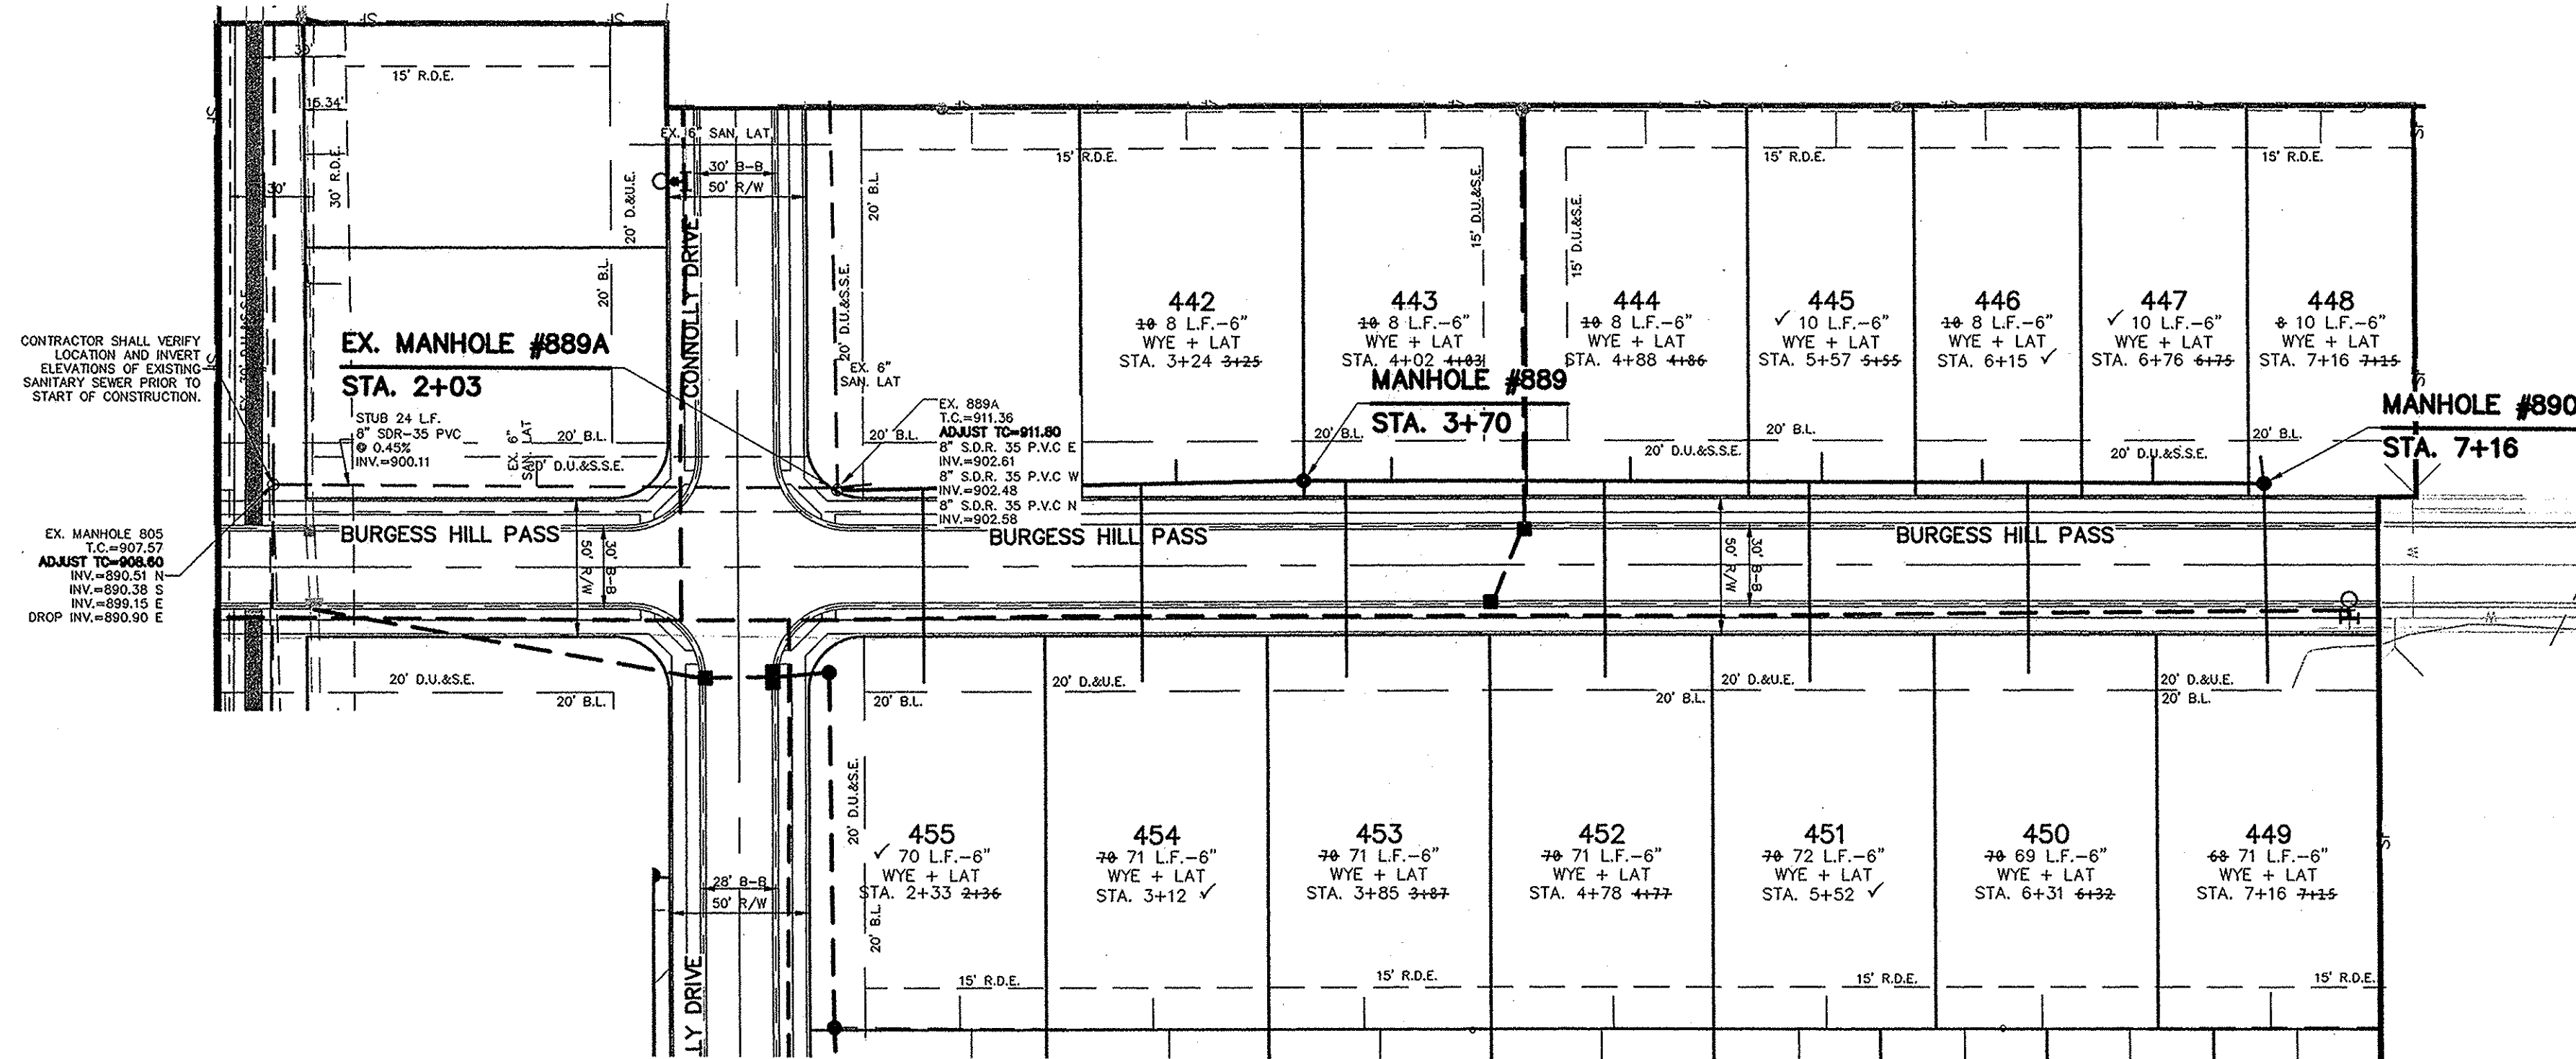 30'
15' R.D.E.
15.34'
30' R.D.E.
30'
20' D.&U.E.
20' B.L.
EX. 6" SAN. LAT
30' B-B
50' R/W
CONNOLLY DRIVE
20' D.U.&S.S.E.
20' B.L.
EX. 6"
SAN. LAT
15' R.D.E.
15' D.U.&S.E.
15' D.U.&S.E.
15' R.D.E.
15' R.D.E.
442
10 8 L.F.-6"
WYE + LAT
STA. 3+24 3+25
443
10 8 L.F.-6"
WYE + LAT
STA. 4+02 4+03
444
10 8 L.F.-6"
WYE + LAT
STA. 4+88 4+86
445
✓ 10 L.F.-6"
WYE + LAT
STA. 5+57 5+55
446
10 8 L.F.-6"
WYE + LAT
STA. 6+15 ✓
447
✓ 10 L.F.-6"
WYE + LAT
STA. 6+76 6+75
448
8 10 L.F.-6"
WYE + LAT
STA. 7+16 7+15
CONTRACTOR SHALL VERIFY
LOCATION AND INVERT
ELEVATIONS OF EXISTING
SANITARY SEWER PRIOR TO
START OF CONSTRUCTION.
EX. MANHOLE #889A
STA. 2+03
STUB 24 L.F.
8" SDR-35 PVC
@ 0.45%
INV.=900.11
EX. 6"
SAN. LAT
20' B.L.
20' D.U.&S.S.E.
20' B.L.
EX. 889A
T.C.=911.36
ADJUST TC=911.80
8" S.D.R. 35 P.V.C E
INV.=902.61
8" S.D.R. 35 P.V.C W
INV.=902.48
8" S.D.R. 35 P.V.C N
INV.=902.58
MANHOLE #889
STA. 3+70
20' B.L.
20' D.U.&S.S.E.
20' B.L.
20' D.U.&S.S.E.
20' B.L.
MANHOLE #890
STA. 7+16
EX. MANHOLE 805
T.C.=907.57
ADJUST TC=908.60
INV.=890.51 N
INV.=890.38 S
INV.=899.15 E
DROP INV.=890.90 E
BURGESS HILL PASS
50' R/W
30' B-B
BURGESS HILL PASS
50' R/W
30' B-B
BURGESS HILL PASS
20' D.U.&S.E.
20' B.L.
20' B.L.
20' D.&U.E.
20' B.L.
20' D.&U.E.
20' D.&U.E.
20' B.L.
20' D.U.&S.E.
20' B.L.
455
✓ 70 L.F.-6"
WYE + LAT
STA. 2+33 2+36
454
70 71 L.F.-6"
WYE + LAT
STA. 3+12 ✓
453
70 71 L.F.-6"
WYE + LAT
STA. 3+85 3+87
452
70 71 L.F.-6"
WYE + LAT
STA. 4+78 4+77
451
70 72 L.F.-6"
WYE + LAT
STA. 5+52 ✓
450
70 69 L.F.-6"
WYE + LAT
STA. 6+31 6+32
449
68 71 L.F.-6"
WYE + LAT
STA. 7+16 7+15
28' B-B
50' R/W
LLY DRIVE
15' R.D.E.
15' R.D.E.
15' R.D.E.
15' R.D.E.